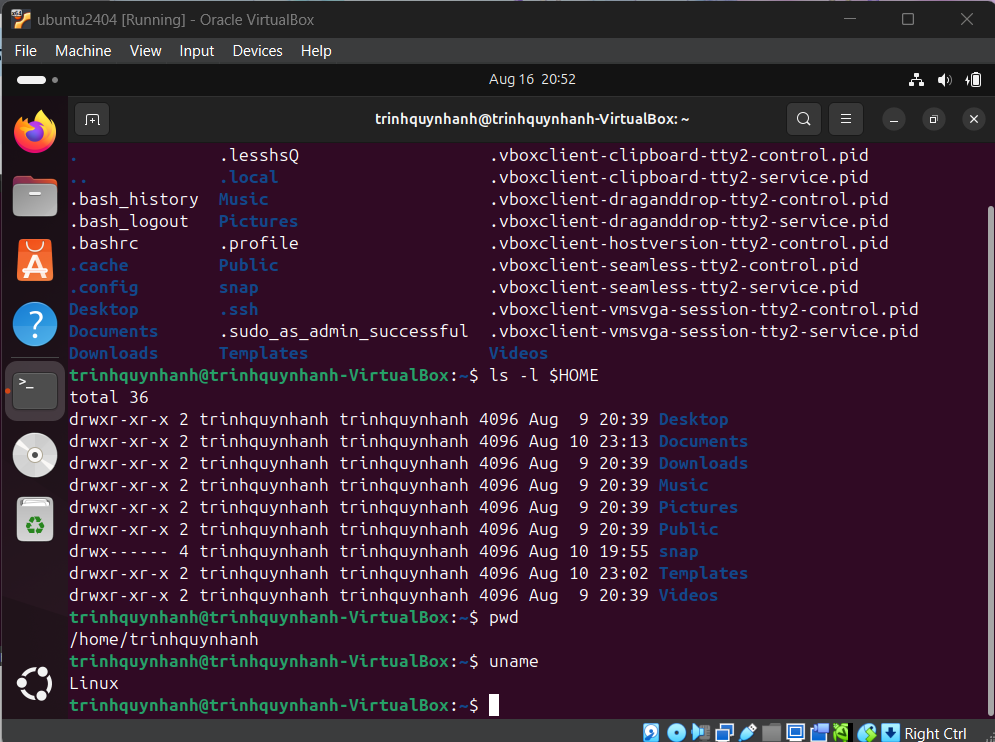 ubuntu2404 [Running] - Oracle VirtualBox
File Machine View Input Devices Help
Aug 16 20:52
trinhquynhanh@trinhquynhanh-VirtualBox: ~
. .lesshsQ .vboxclient-clipboard-tty2-control.pid
.. .local .vboxclient-clipboard-tty2-service.pid
.bash_history Music .vboxclient-draganddrop-tty2-control.pid
.bash_logout Pictures .vboxclient-draganddrop-tty2-service.pid
.bashrc .profile .vboxclient-hostversion-tty2-control.pid
.cache Public .vboxclient-seamless-tty2-control.pid
.config snap .vboxclient-seamless-tty2-service.pid
Desktop .ssh .vboxclient-vmsvga-session-tty2-control.pid
Documents .sudo_as_admin_successful .vboxclient-vmsvga-session-tty2-service.pid
Downloads Templates Videos
trinhquynhanh@trinhquynhanh-VirtualBox:~$ ls -l $HOME
total 36
drwxr-xr-x 2 trinhquynhanh trinhquynhanh 4096 Aug  9 20:39 Desktop
drwxr-xr-x 2 trinhquynhanh trinhquynhanh 4096 Aug 10 23:13 Documents
drwxr-xr-x 2 trinhquynhanh trinhquynhanh 4096 Aug  9 20:39 Downloads
drwxr-xr-x 2 trinhquynhanh trinhquynhanh 4096 Aug  9 20:39 Music
drwxr-xr-x 2 trinhquynhanh trinhquynhanh 4096 Aug  9 20:39 Pictures
drwxr-xr-x 2 trinhquynhanh trinhquynhanh 4096 Aug  9 20:39 Public
drwx------ 4 trinhquynhanh trinhquynhanh 4096 Aug 10 19:55 snap
drwxr-xr-x 2 trinhquynhanh trinhquynhanh 4096 Aug 10 23:02 Templates
drwxr-xr-x 2 trinhquynhanh trinhquynhanh 4096 Aug  9 20:39 Videos
trinhquynhanh@trinhquynhanh-VirtualBox:~$ pwd
/home/trinhquynhanh
trinhquynhanh@trinhquynhanh-VirtualBox:~$ uname
Linux
trinhquynhanh@trinhquynhanh-VirtualBox:~$
Right Ctrl